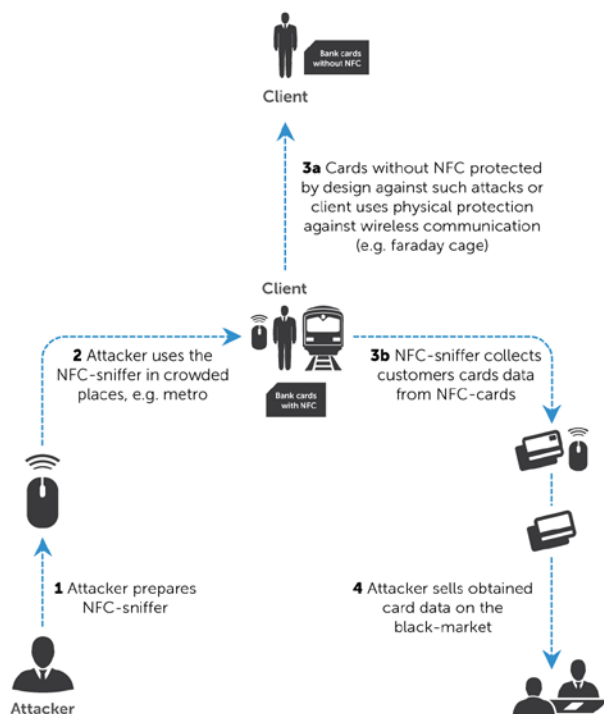 Bank cards
without NFC
Client
3a Cards without NFC protected
by design against such attacks or
client uses physical protection
against wireless communication
(e.g. faraday cage)
Client
2 Attacker uses the
NFC-sniffer in crowded
places, e.g. metro
3b NFC-sniffer collects
customers cards data
from NFC-cards
Bank cards
with NFC
1 Attacker prepares
NFC-sniffer
4 Attacker sells obtained
card data on the
black-market
Attacker